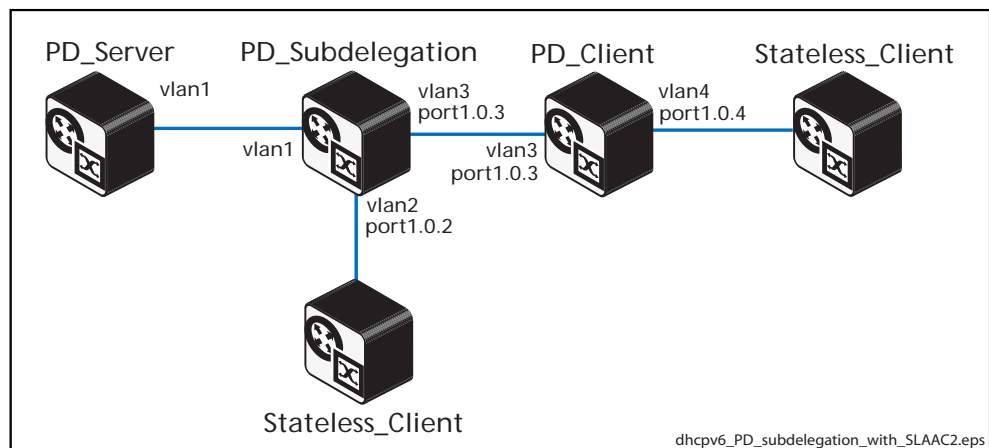 PD_Server
PD_Subdelegation
PD_Client
Stateless_Client
vlan1
vlan1
vlan3
port1.0.3
vlan3
port1.0.3
vlan4
port1.0.4
vlan2
port1.0.2
Stateless_Client
dhcpv6_PD_subdelegation_with_SLAAC2.eps